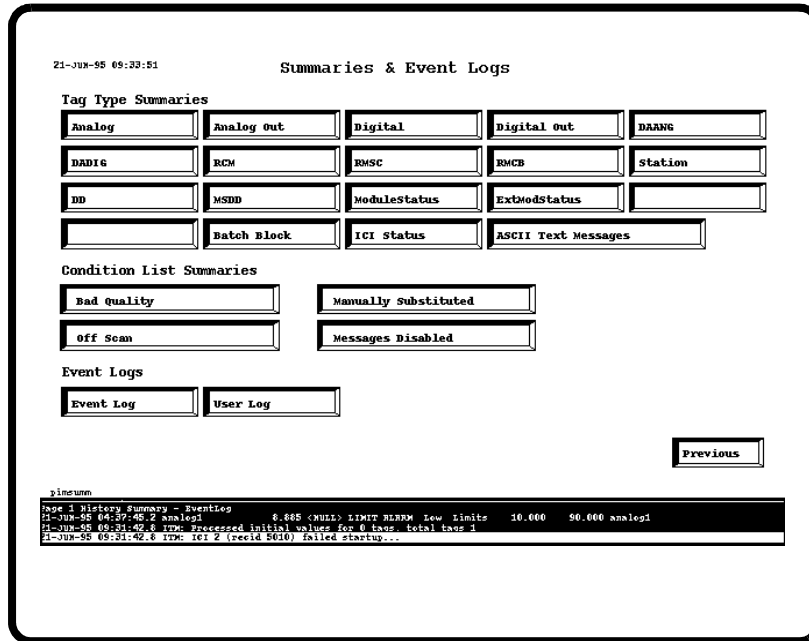 21-JUN-95 09:33:51
Summaries & Event Logs
Tag Type Summaries
Analog Analog Out Digital Digital Out DAANG
DADIG RCM RMSC RMCB Station
DD MSDD ModuleStatus ExtModStatus
Batch Block ICI Status ASCII Text Messages
Condition List Summaries
Bad Quality Manually Substituted
Off Scan Messages Disabled
Event Logs
Event Log User Log
Previous
pimsumm
Page 1 History Summary - EventLog
21-JUN-95 04:37:45.2 analog1 8.885 <NULL> LIMIT ALARM Low Limits 10.000 90.000 analog1
21-JUN-95 09:31:42.8 ITM: Processed initial values for 0 tags. total tags 1
21-JUN-95 09:31:42.8 ITM: ICI 2 (recid 5010) failed startup...